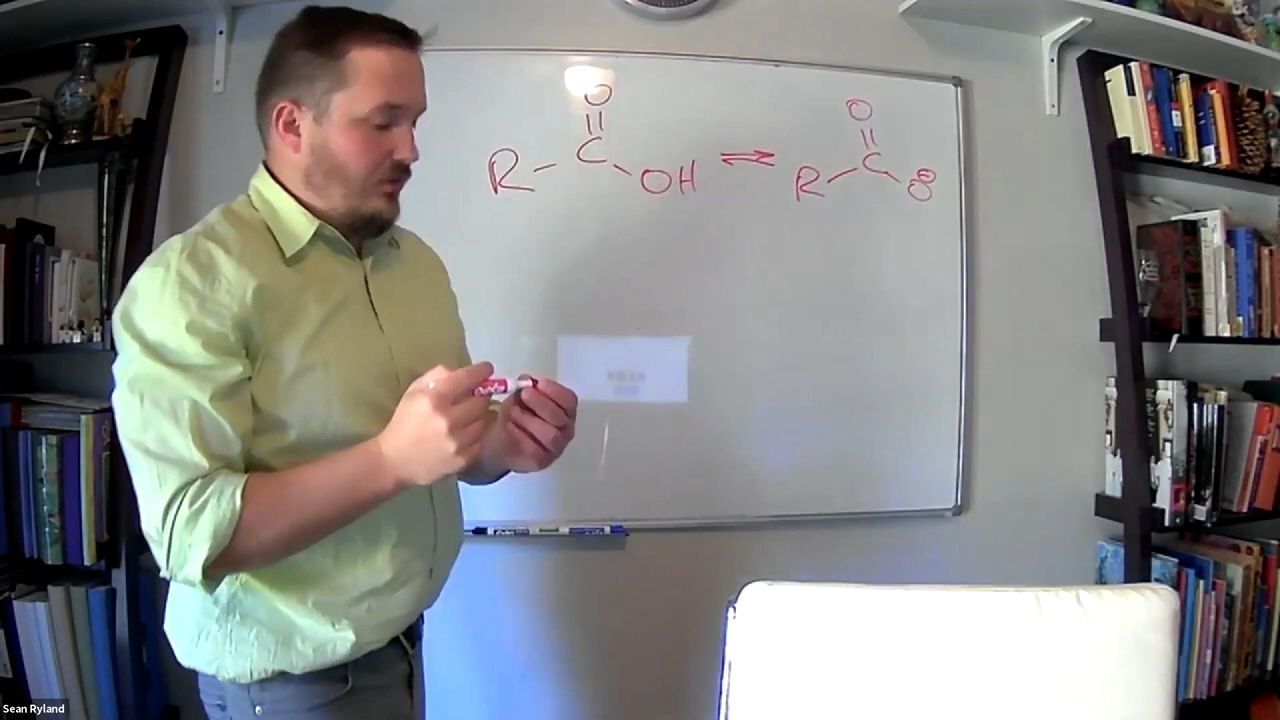 O O
|| ||
R - C - OH ⇌ R - C - O⊖
Sean Ryland